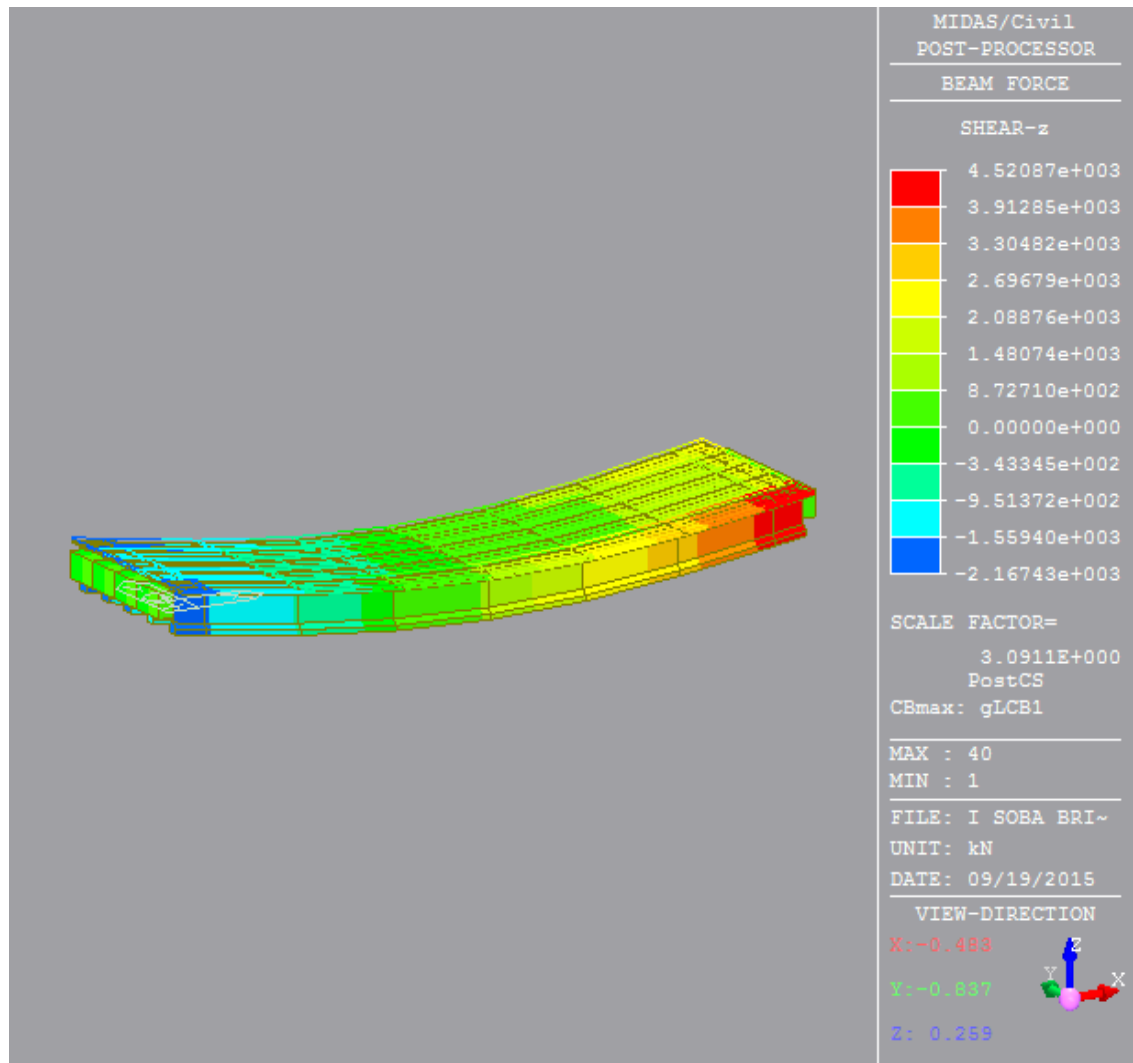 MIDAS/Civil
POST-PROCESSOR
BEAM FORCE
SHEAR-z
4.52087e+003
3.91285e+003
3.30482e+003
2.69679e+003
2.08876e+003
1.48074e+003
8.72710e+002
0.00000e+000
-3.43345e+002
-9.51372e+002
-1.55940e+003
-2.16743e+003
SCALE FACTOR=
3.0911E+000
PostCS
CBmax: gLCB1
MAX : 40
MIN : 1
FILE: I SOBA BRI~
UNIT: kN
DATE: 09/19/2015
VIEW-DIRECTION
X:-0.483
Y:-0.837
Z: 0.259
Z
Y
X